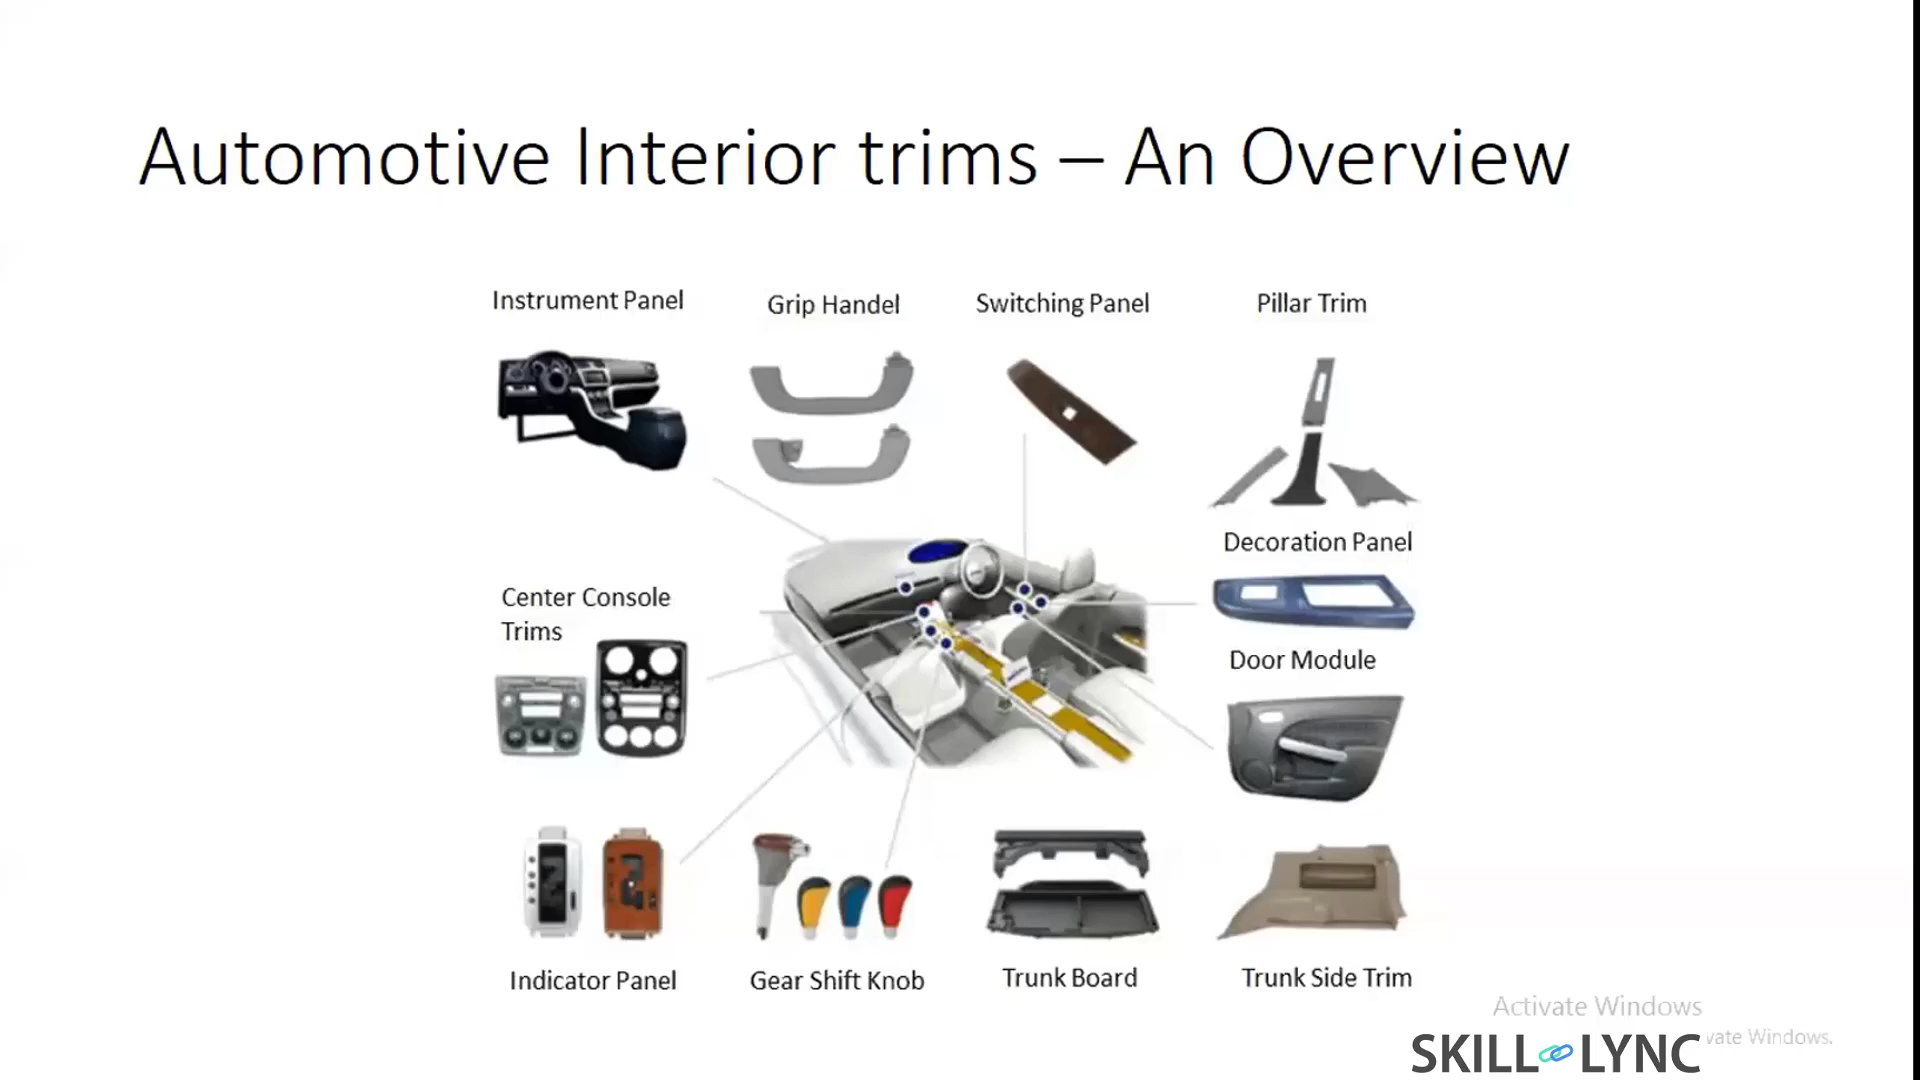 Automotive Interior trims – An Overview
Instrument Panel
Grip Handel
Switching Panel
Pillar Trim
Decoration Panel
Center Console
Trims
Door Module
Indicator Panel
Gear Shift Knob
Trunk Board
Trunk Side Trim
Activate Windows
vate Windows.
SKILL LYNC